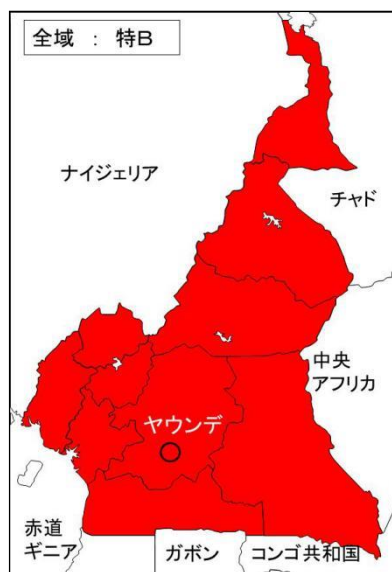 全域 : 特B
ナイジェリア
チャド
中央
アフリカ
ヤウンデ
赤道
ギニア
ガボン
コンゴ共和国